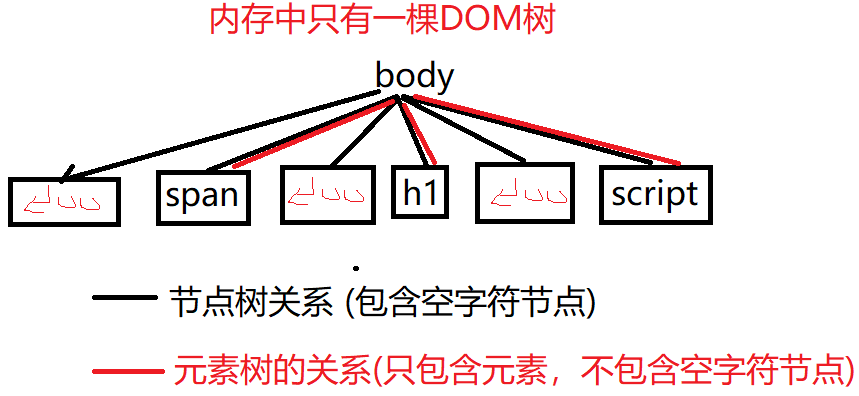 内存中只有一棵DOM树
body
span
h1
script
节点树关系 (包含空字符节点)
元素树的关系(只包含元素，不包含空字符节点)